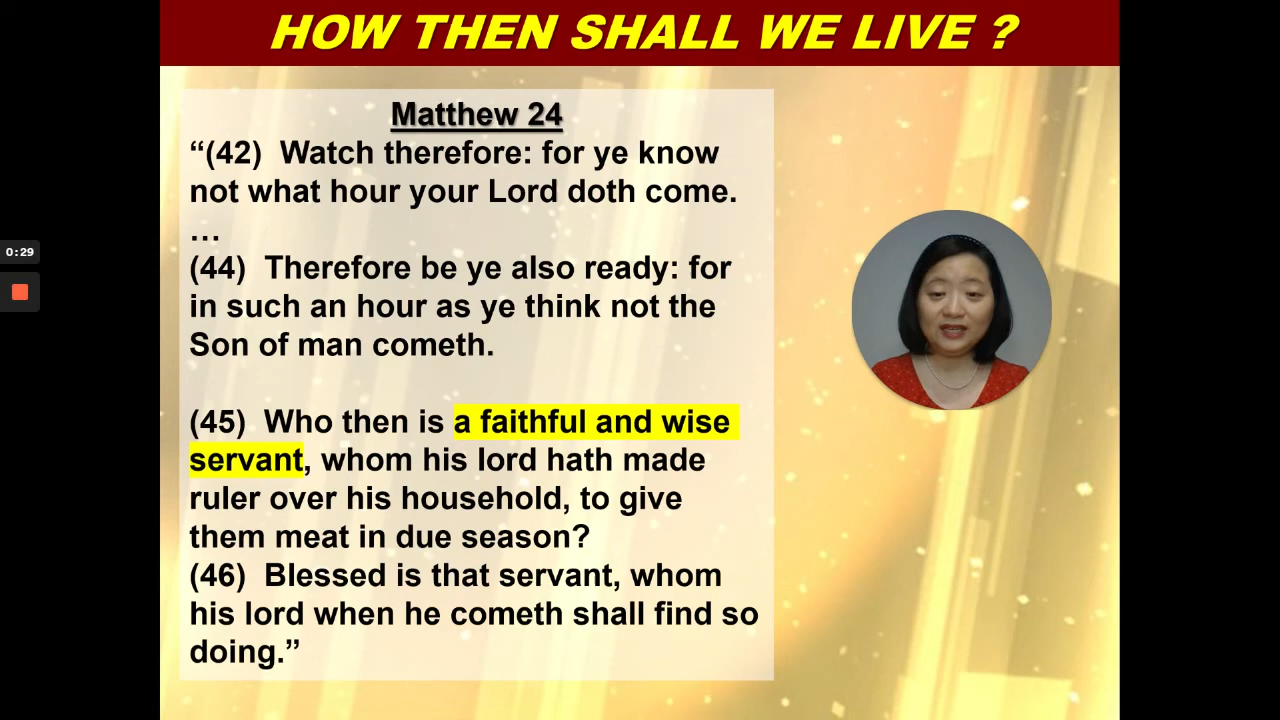 HOW THEN SHALL WE LIVE ?
Matthew 24
“(42)  Watch therefore: for ye know
not what hour your Lord doth come.
…
(44)  Therefore be ye also ready: for
in such an hour as ye think not the
Son of man cometh.
(45)  Who then is a faithful and wise
servant, whom his lord hath made
ruler over his household, to give
them meat in due season?
(46)  Blessed is that servant, whom
his lord when he cometh shall find so
doing.”
0:29